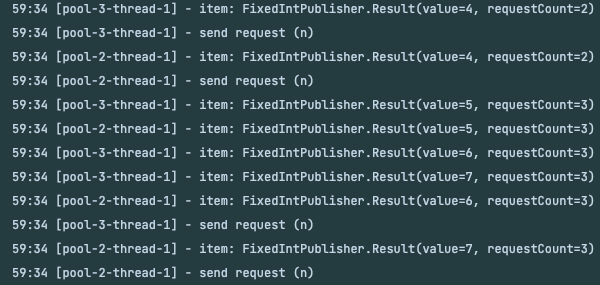 59:34 [pool-3-thread-1] - item: FixedIntPublisher.Result(value=4, requestCount=2)
59:34 [pool-3-thread-1] - send request (n)
59:34 [pool-2-thread-1] - item: FixedIntPublisher.Result(value=4, requestCount=2)
59:34 [pool-2-thread-1] - send request (n)
59:34 [pool-3-thread-1] - item: FixedIntPublisher.Result(value=5, requestCount=3)
59:34 [pool-2-thread-1] - item: FixedIntPublisher.Result(value=5, requestCount=3)
59:34 [pool-3-thread-1] - item: FixedIntPublisher.Result(value=6, requestCount=3)
59:34 [pool-3-thread-1] - item: FixedIntPublisher.Result(value=7, requestCount=3)
59:34 [pool-2-thread-1] - item: FixedIntPublisher.Result(value=6, requestCount=3)
59:34 [pool-3-thread-1] - send request (n)
59:34 [pool-2-thread-1] - item: FixedIntPublisher.Result(value=7, requestCount=3)
59:34 [pool-2-thread-1] - send request (n)